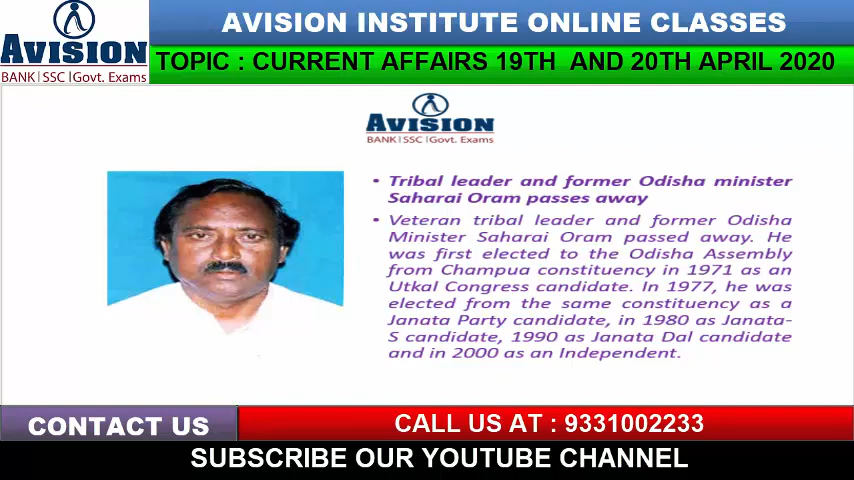 AVISION
BANK|SSC|Govt. Exams
AVISION INSTITUTE ONLINE CLASSES
TOPIC : CURRENT AFFAIRS 19TH AND 20TH APRIL 2020
AVISION
BANK|SSC|Govt. Exams
• Tribal leader and former Odisha minister
Saharai Oram passes away
• Veteran tribal leader and former Odisha
Minister Saharai Oram passed away. He
was first elected to the Odisha Assembly
from Champua constituency in 1971 as an
Utkal Congress candidate. In 1977, he was
elected from the same constituency as a
Janata Party candidate, in 1980 as Janata-
S candidate, 1990 as Janata Dal candidate
and in 2000 as an Independent.
CONTACT US
CALL US AT : 9331002233
SUBSCRIBE OUR YOUTUBE CHANNEL